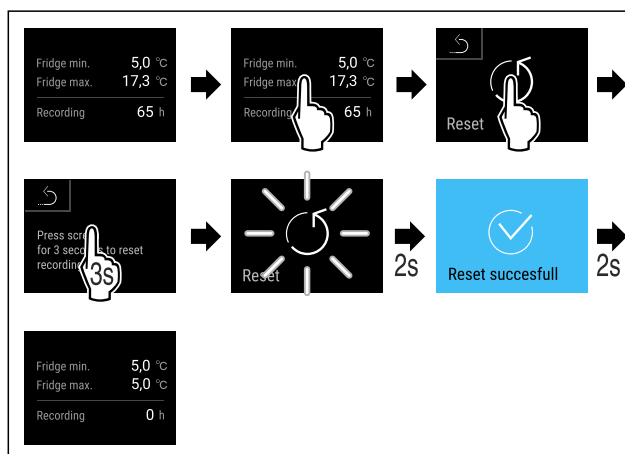 Fridge min. 5,0 °C
Fridge max. 17,3 °C
Recording 65 h
Fridge min. 5,0 °C
Fridge max 17,3 °C
Recording 65 h
Reset
Press scr
for 3 seconds to reset
recording
3s
Reset
2s
Reset succesfull
2s
Fridge min. 5,0 °C
Fridge max. 5,0 °C
Recording 0 h